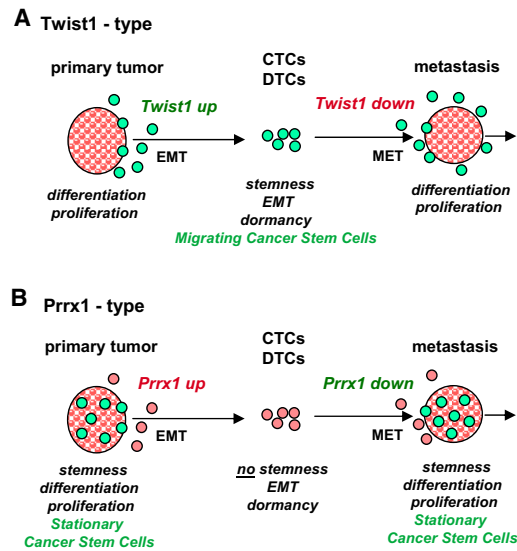 A Twist1 - type
CTCs
DTCs
primary tumor
metastasis
Twist1 up
Twist1 down
EMT
MET
differentiation
proliferation
stemness
EMT
dormancy
Migrating Cancer Stem Cells
differentiation
proliferation
B Prrx1 - type
CTCs
DTCs
primary tumor
metastasis
Prrx1 up
Prrx1 down
EMT
MET
stemness
differentiation
proliferation
Stationary
Cancer Stem Cells
no stemness
EMT
dormancy
stemness
differentiation
proliferation
Stationary
Cancer Stem Cells